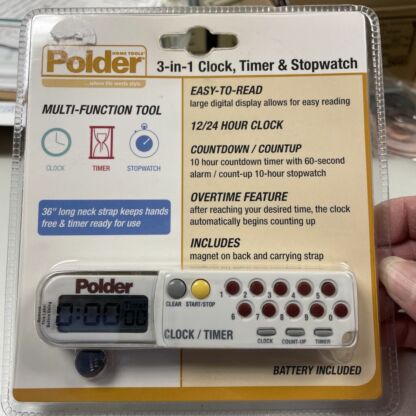 HOME TOOLS
Polder
...where life meets style.
3-in-1 Clock, Timer & Stopwatch
MULTI-FUNCTION TOOL
CLOCK TIMER STOPWATCH
36" long neck strap keeps hands
free & timer ready for use
EASY-TO-READ
large digital display allows for easy reading
12/24 HOUR CLOCK
COUNTDOWN / COUNTUP
10 hour countdown timer with 60-second
alarm / count-up 10-hour stopwatch
OVERTIME FEATURE
after reaching your desired time, the clock
automatically begins counting up
INCLUDES
magnet on back and carrying strap
Polder
0:00 00
CLEAR START/STOP
1 2 3 4 5
6 7 8 9 0
CLOCK / TIMER
CLOCK COUNT-UP TIMER
BATTERY INCLUDED